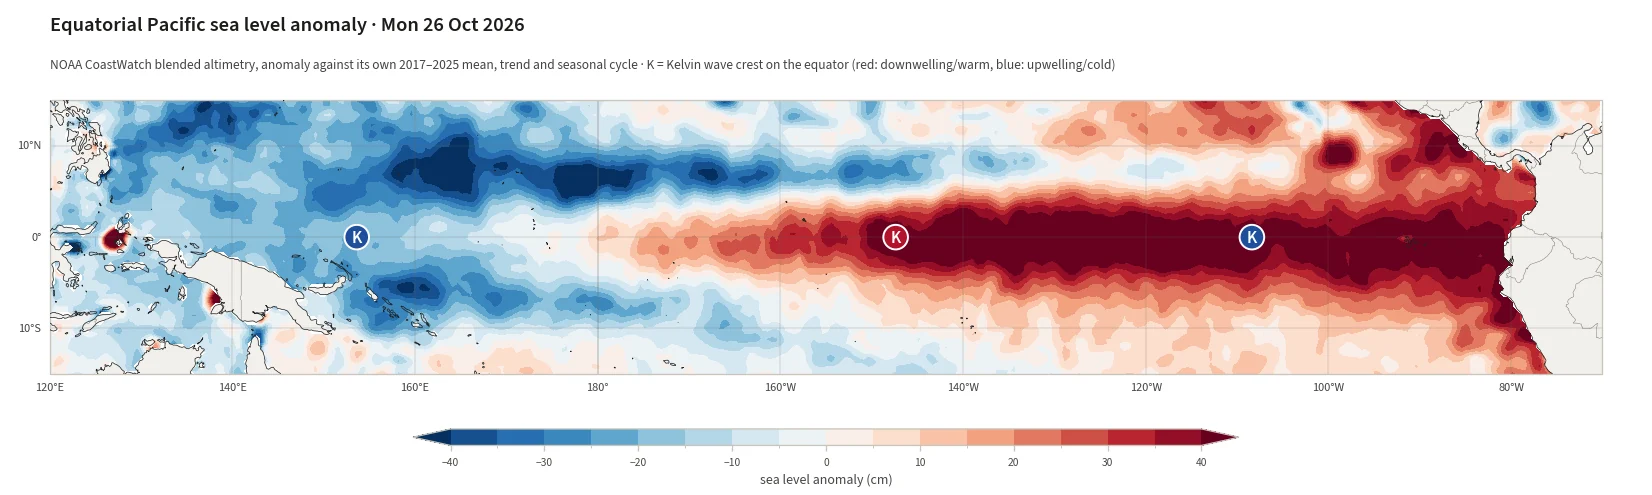 Equatorial Pacific sea level anomaly · Mon 26 Oct 2026
NOAA CoastWatch blended altimetry, anomaly against its own 2017–2025 mean, trend and seasonal cycle · K = Kelvin wave crest on the equator (red: downwelling/warm, blue: upwelling/cold)
10°N
0°
K K K
10°S
120°E 140°E 160°E 180° 160°W 140°W 120°W 100°W 80°W
−40 −30 −20 −10 0 10 20 30 40
sea level anomaly (cm)